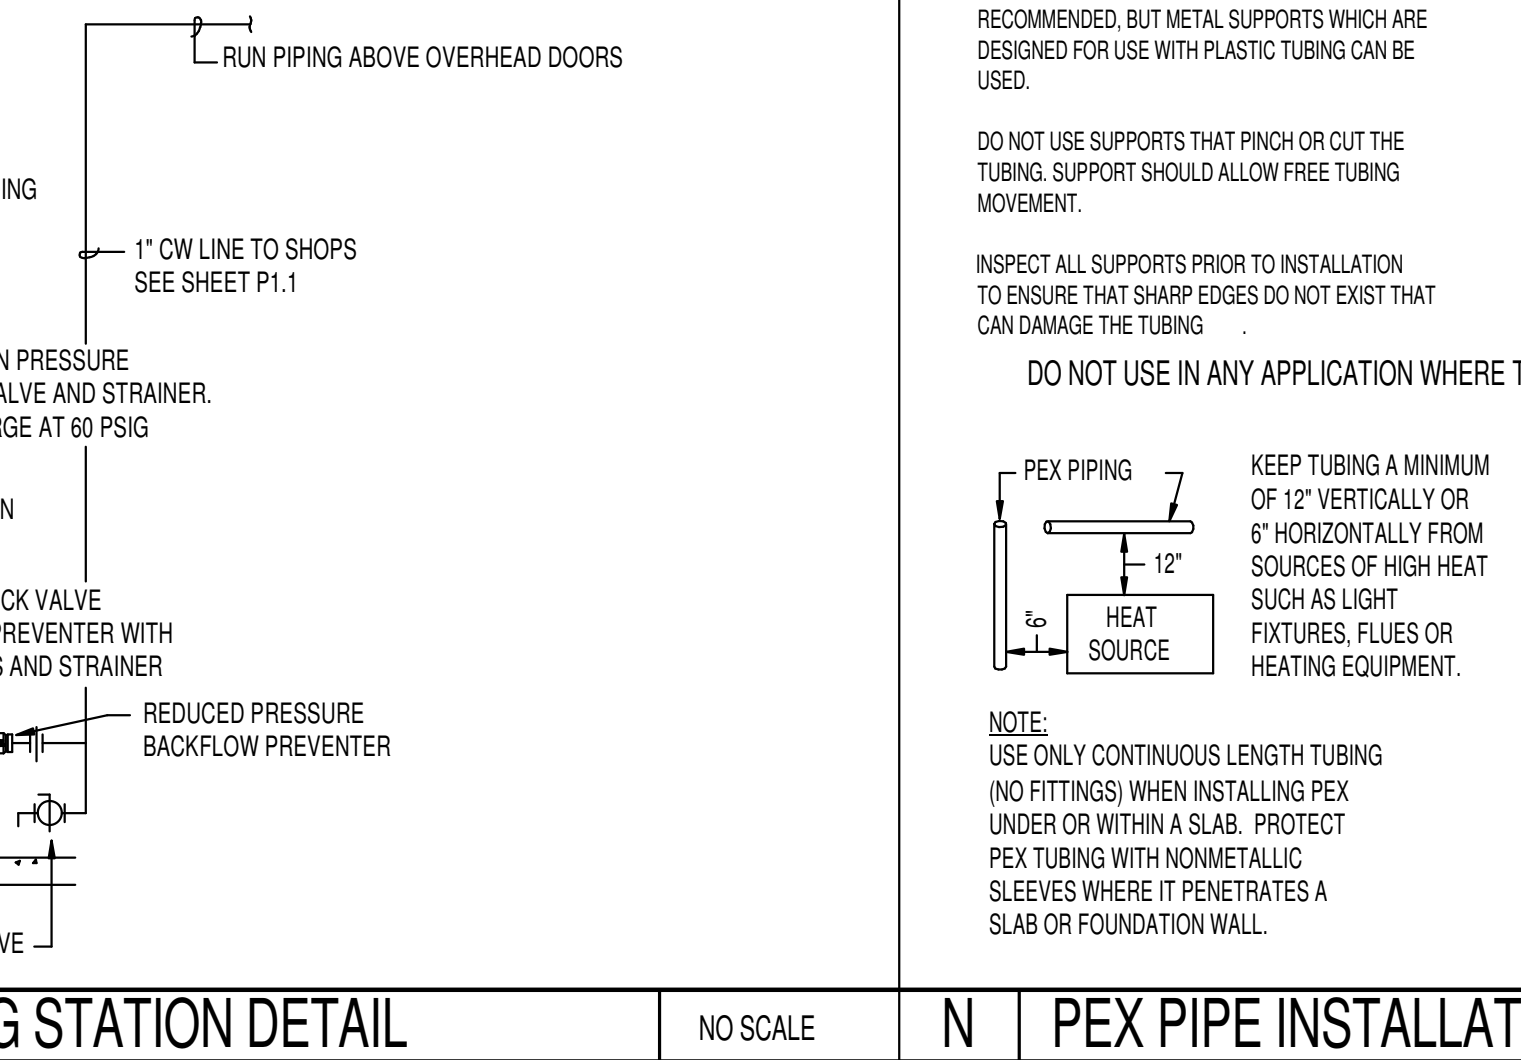 RUN PIPING ABOVE OVERHEAD DOORS
ING
1" CW LINE TO SHOPS
SEE SHEET P1.1
N PRESSURE
ALVE AND STRAINER.
RGE AT 60 PSIG
N
CK VALVE
PREVENTER WITH
S AND STRAINER
REDUCED PRESSURE
BACKFLOW PREVENTER
VE
G STATION DETAIL
NO SCALE
RECOMMENDED, BUT METAL SUPPORTS WHICH ARE
DESIGNED FOR USE WITH PLASTIC TUBING CAN BE
USED.
DO NOT USE SUPPORTS THAT PINCH OR CUT THE
TUBING. SUPPORT SHOULD ALLOW FREE TUBING
MOVEMENT.
INSPECT ALL SUPPORTS PRIOR TO INSTALLATION
TO ENSURE THAT SHARP EDGES DO NOT EXIST THAT
CAN DAMAGE THE TUBING .
DO NOT USE IN ANY APPLICATION WHERE T
PEX PIPING
12"
6"
HEAT
SOURCE
KEEP TUBING A MINIMUM
OF 12" VERTICALLY OR
6" HORIZONTALLY FROM
SOURCES OF HIGH HEAT
SUCH AS LIGHT
FIXTURES, FLUES OR
HEATING EQUIPMENT.
NOTE:
USE ONLY CONTINUOUS LENGTH TUBING
(NO FITTINGS) WHEN INSTALLING PEX
UNDER OR WITHIN A SLAB. PROTECT
PEX TUBING WITH NONMETALLIC
SLEEVES WHERE IT PENETRATES A
SLAB OR FOUNDATION WALL.
N
PEX PIPE INSTALLAT